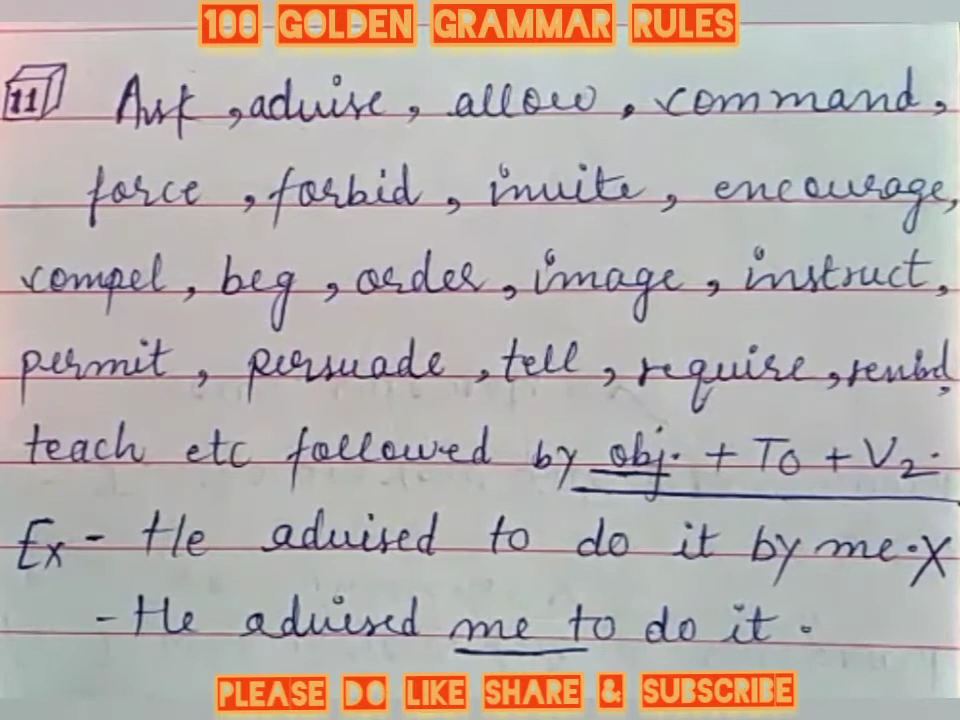 100 GOLDEN GRAMMAR RULES
11 Ask, advise, allow, command,
force, forbid, invite, encourage,
compel, beg, order, image, instruct,
permit, persuade, tell, require,
teach etc followed by obj. + To + V2.
Ex - He advised to do it by me. X
- He advised me to do it.
PLEASE DO LIKE SHARE & SUBSCRIBE